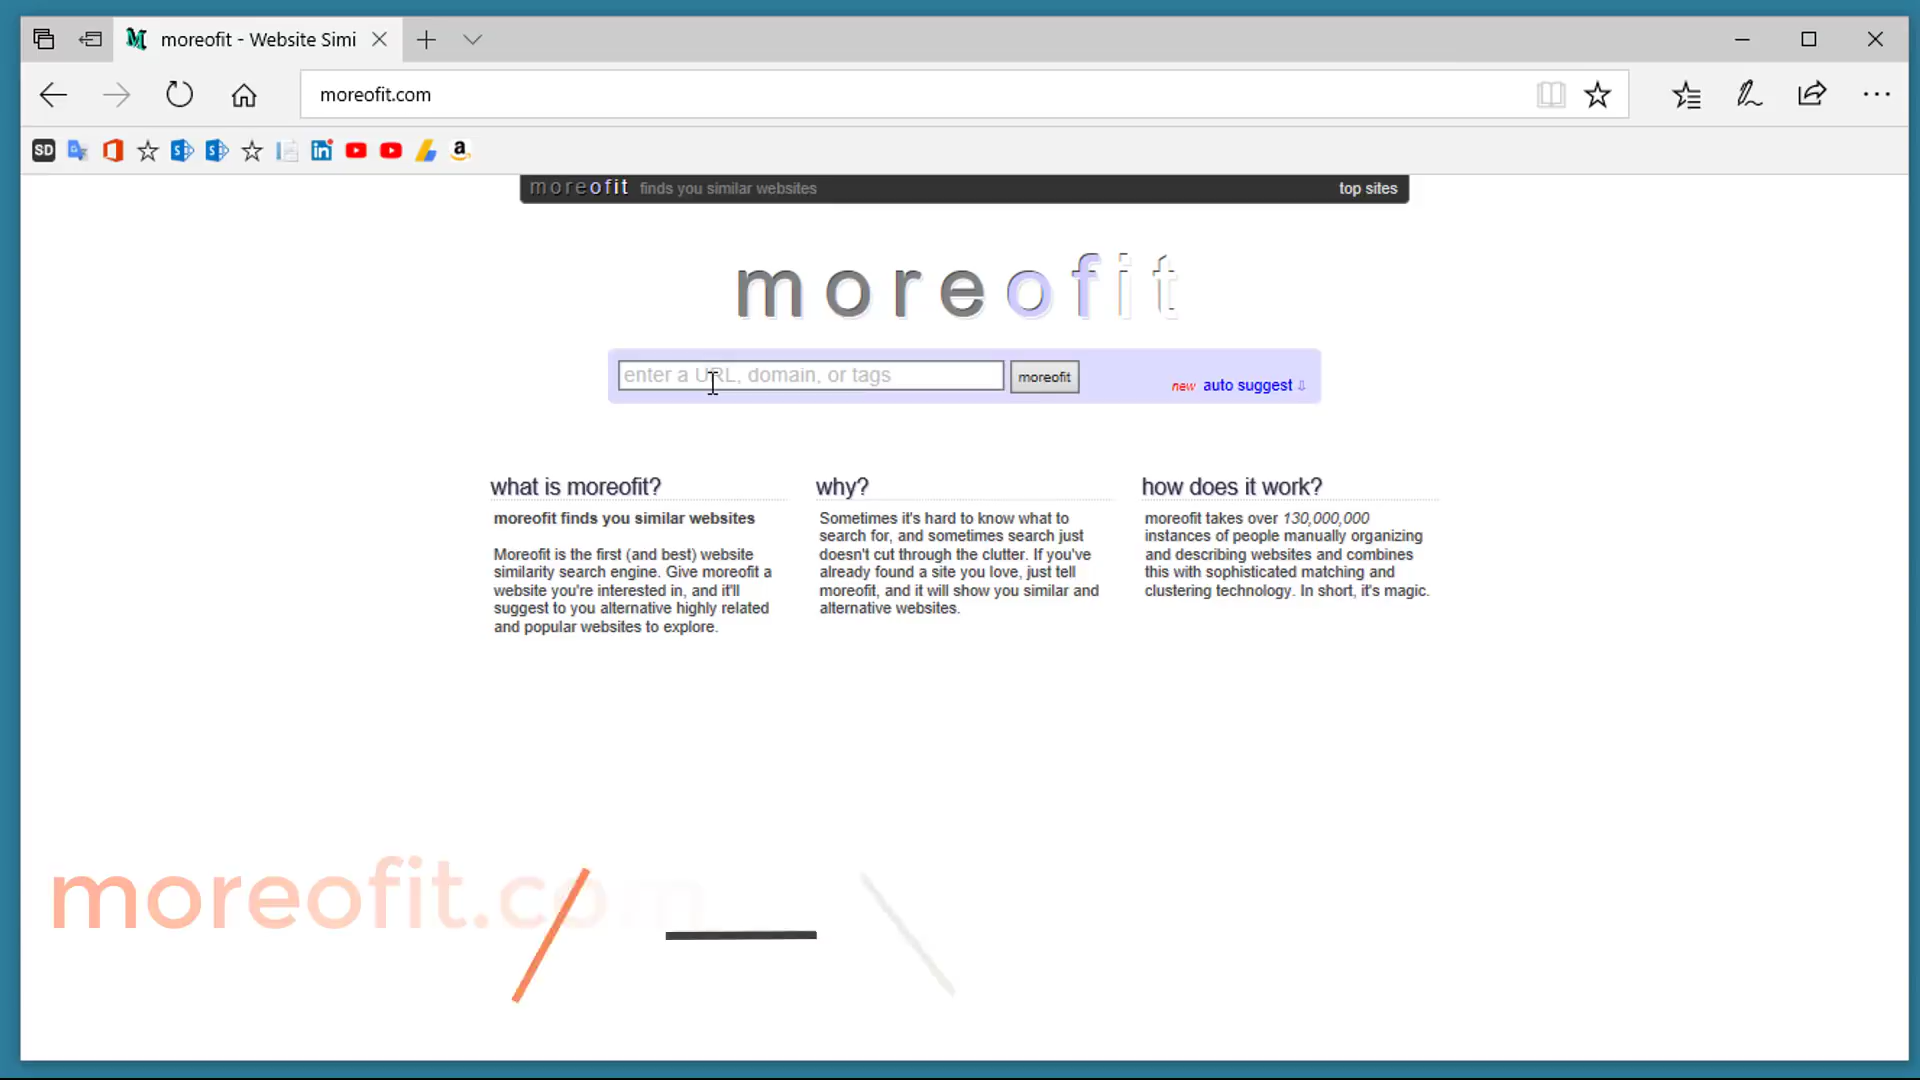 moreofit - Website Simi
moreofit.com
SD
moreofit finds you similar websites top sites
moreofit
enter a URL, domain, or tags moreofit new auto suggest ⇩
what is moreofit?
moreofit finds you similar websites
Moreofit is the first (and best) website
similarity search engine. Give moreofit a
website you're interested in, and it'll
suggest to you alternative highly related
and popular websites to explore.
why?
Sometimes it's hard to know what to
search for, and sometimes search just
doesn't cut through the clutter. If you've
already found a site you love, just tell
moreofit, and it will show you similar and
alternative websites.
how does it work?
moreofit takes over 130,000,000
instances of people manually organizing
and describing websites and combines
this with sophisticated matching and
clustering technology. In short, it's magic.
moreofit.com